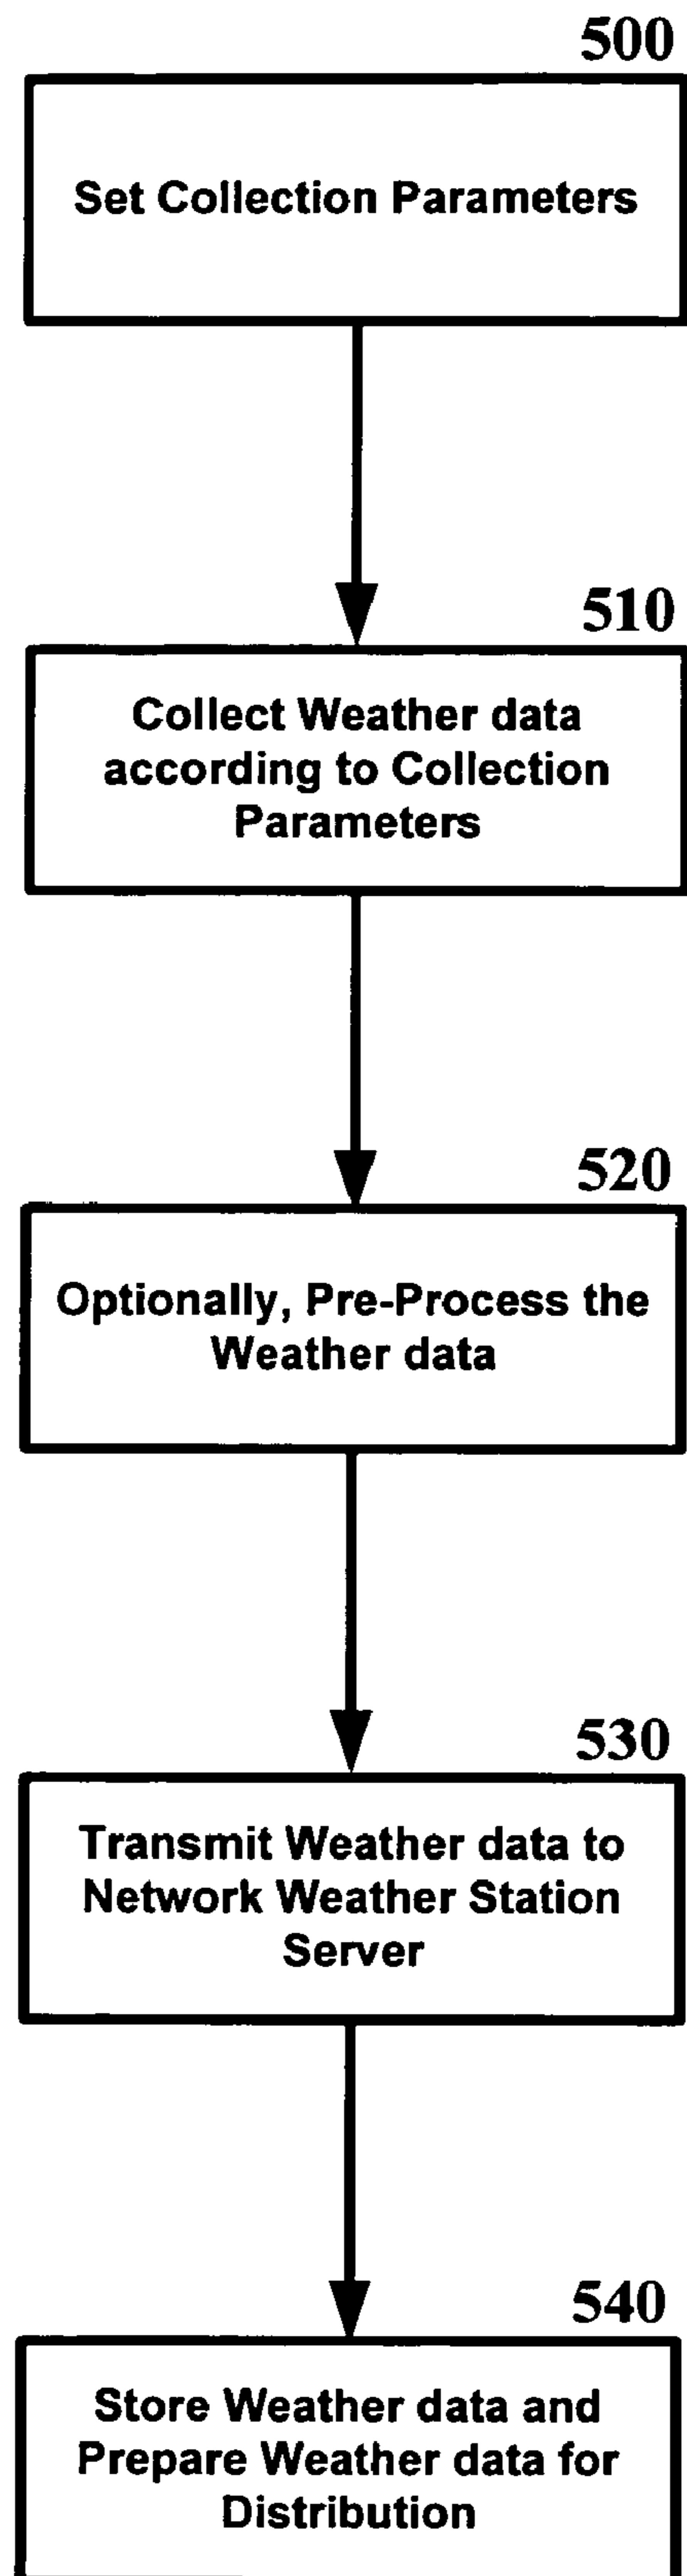 500
Set Collection Parameters
510
Collect Weather data
according to Collection
Parameters
520
Optionally, Pre-Process the
Weather data
530
Transmit Weather data to
Network Weather Station
Server
540
Store Weather data and
Prepare Weather data for
Distribution